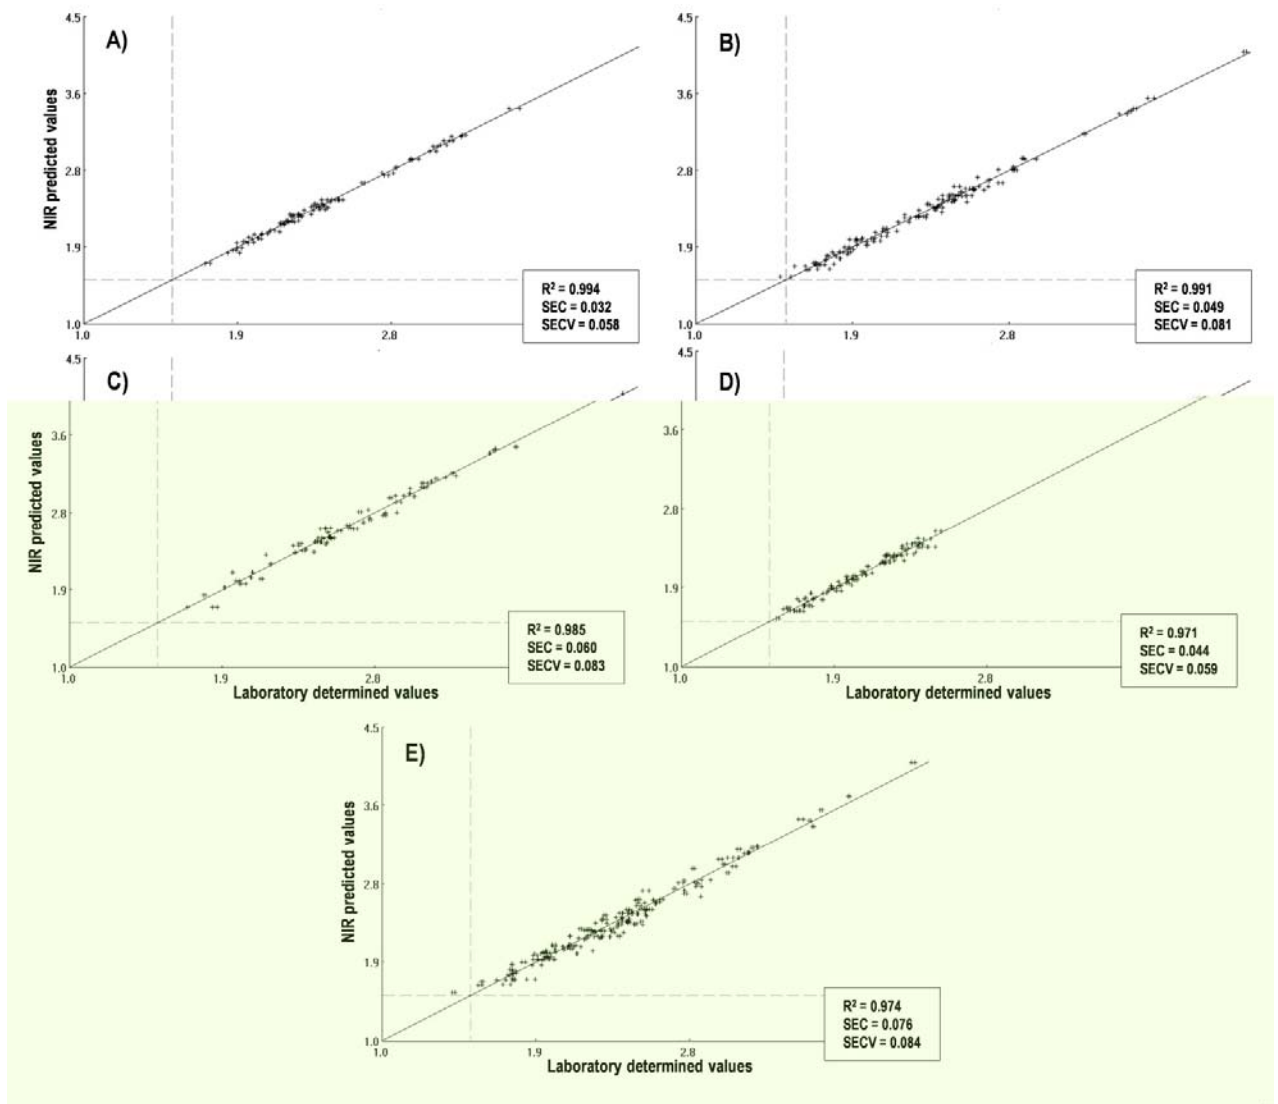 4.5
A)
3.6
2.8
1.9
1.0
NIR predicted values
R² = 0.994
SEC = 0.032
SECV = 0.058
1.0 1.9 2.8
4.5
B)
3.6
2.8
1.9
1.0
R² = 0.991
SEC = 0.049
SECV = 0.081
1.0 1.9 2.8
4.5
C)
3.6
2.8
1.9
1.0
NIR predicted values
R² = 0.985
SEC = 0.060
SECV = 0.083
1.0 1.9 2.8
Laboratory determined values
4.5
D)
3.6
2.8
1.9
1.0
R² = 0.971
SEC = 0.044
SECV = 0.059
1.0 1.9 2.8
Laboratory determined values
4.5
E)
3.6
2.8
1.9
1.0
NIR predicted values
R² = 0.974
SEC = 0.076
SECV = 0.084
1.0 1.9 2.8
Laboratory determined values